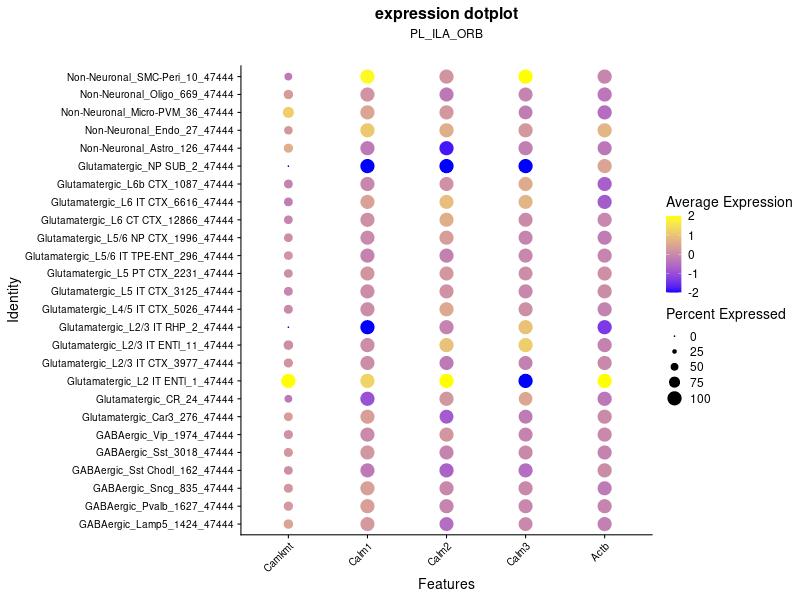 expression dotplot
PL_ILA_ORB
Identity
Non-Neuronal_SMC-Peri_10_47444
Non-Neuronal_Oligo_669_47444
Non-Neuronal_Micro-PVM_36_47444
Non-Neuronal_Endo_27_47444
Non-Neuronal_Astro_126_47444
Glutamatergic_NP SUB_2_47444
Glutamatergic_L6b CTX_1087_47444
Glutamatergic_L6 IT CTX_6616_47444
Glutamatergic_L6 CT CTX_12866_47444
Glutamatergic_L5/6 NP CTX_1996_47444
Glutamatergic_L5/6 IT TPE-ENT_296_47444
Glutamatergic_L5 PT CTX_2231_47444
Glutamatergic_L5 IT CTX_3125_47444
Glutamatergic_L4/5 IT CTX_5026_47444
Glutamatergic_L2/3 IT RHP_2_47444
Glutamatergic_L2/3 IT ENTl_11_47444
Glutamatergic_L2/3 IT CTX_3977_47444
Glutamatergic_L2 IT ENTl_1_47444
Glutamatergic_CR_24_47444
Glutamatergic_Car3_276_47444
GABAergic_Vip_1974_47444
GABAergic_Sst_3018_47444
GABAergic_Sst Chodl_162_47444
GABAergic_Sncg_835_47444
GABAergic_Pvalb_1627_47444
GABAergic_Lamp5_1424_47444
Camkmt
Calm1
Calm2
Calm3
Actb
Features
Average Expression
2
1
0
-1
-2
Percent Expressed
0
25
50
75
100